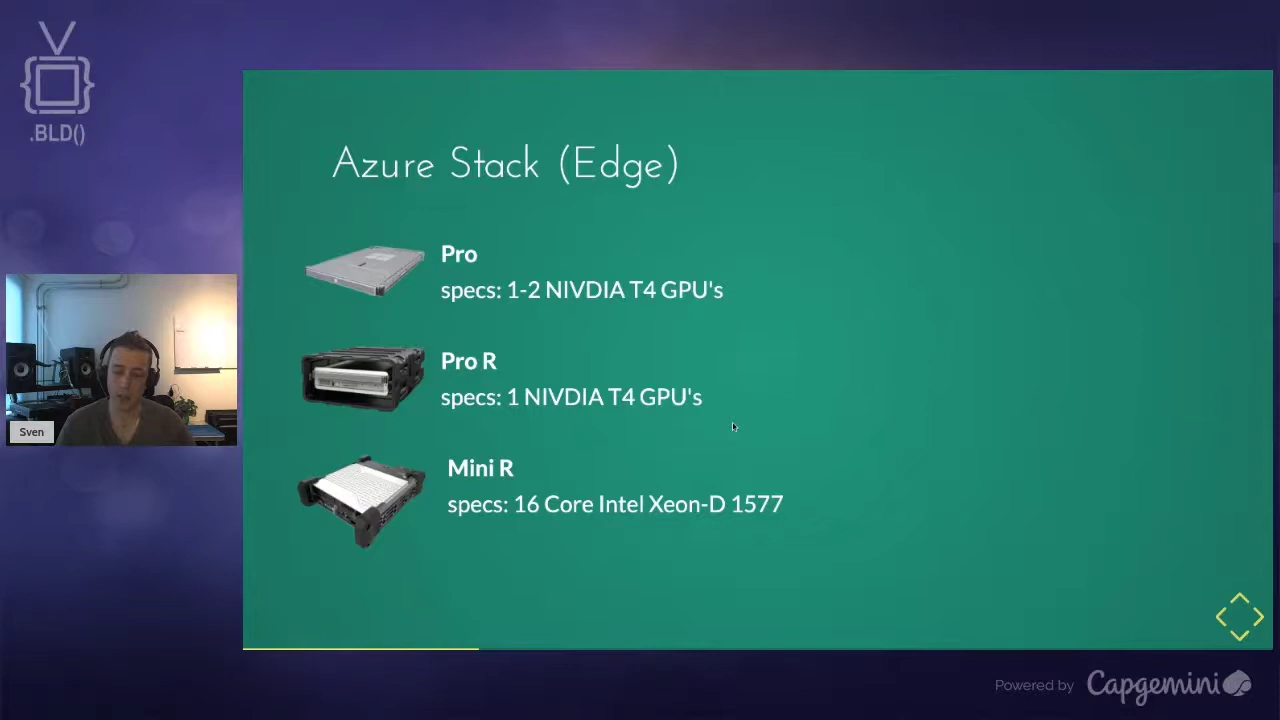 .BLD()
Azure Stack (Edge)
Pro
specs: 1-2 NIVDIA T4 GPU's
Pro R
specs: 1 NIVDIA T4 GPU's
Mini R
specs: 16 Core Intel Xeon-D 1577
Sven
Powered by Capgemini